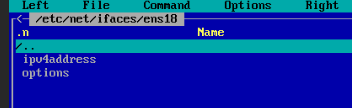 Left File Command Options Right
<- /etc/net/ifaces/ens18
.n Name
/..
ipv4address
options